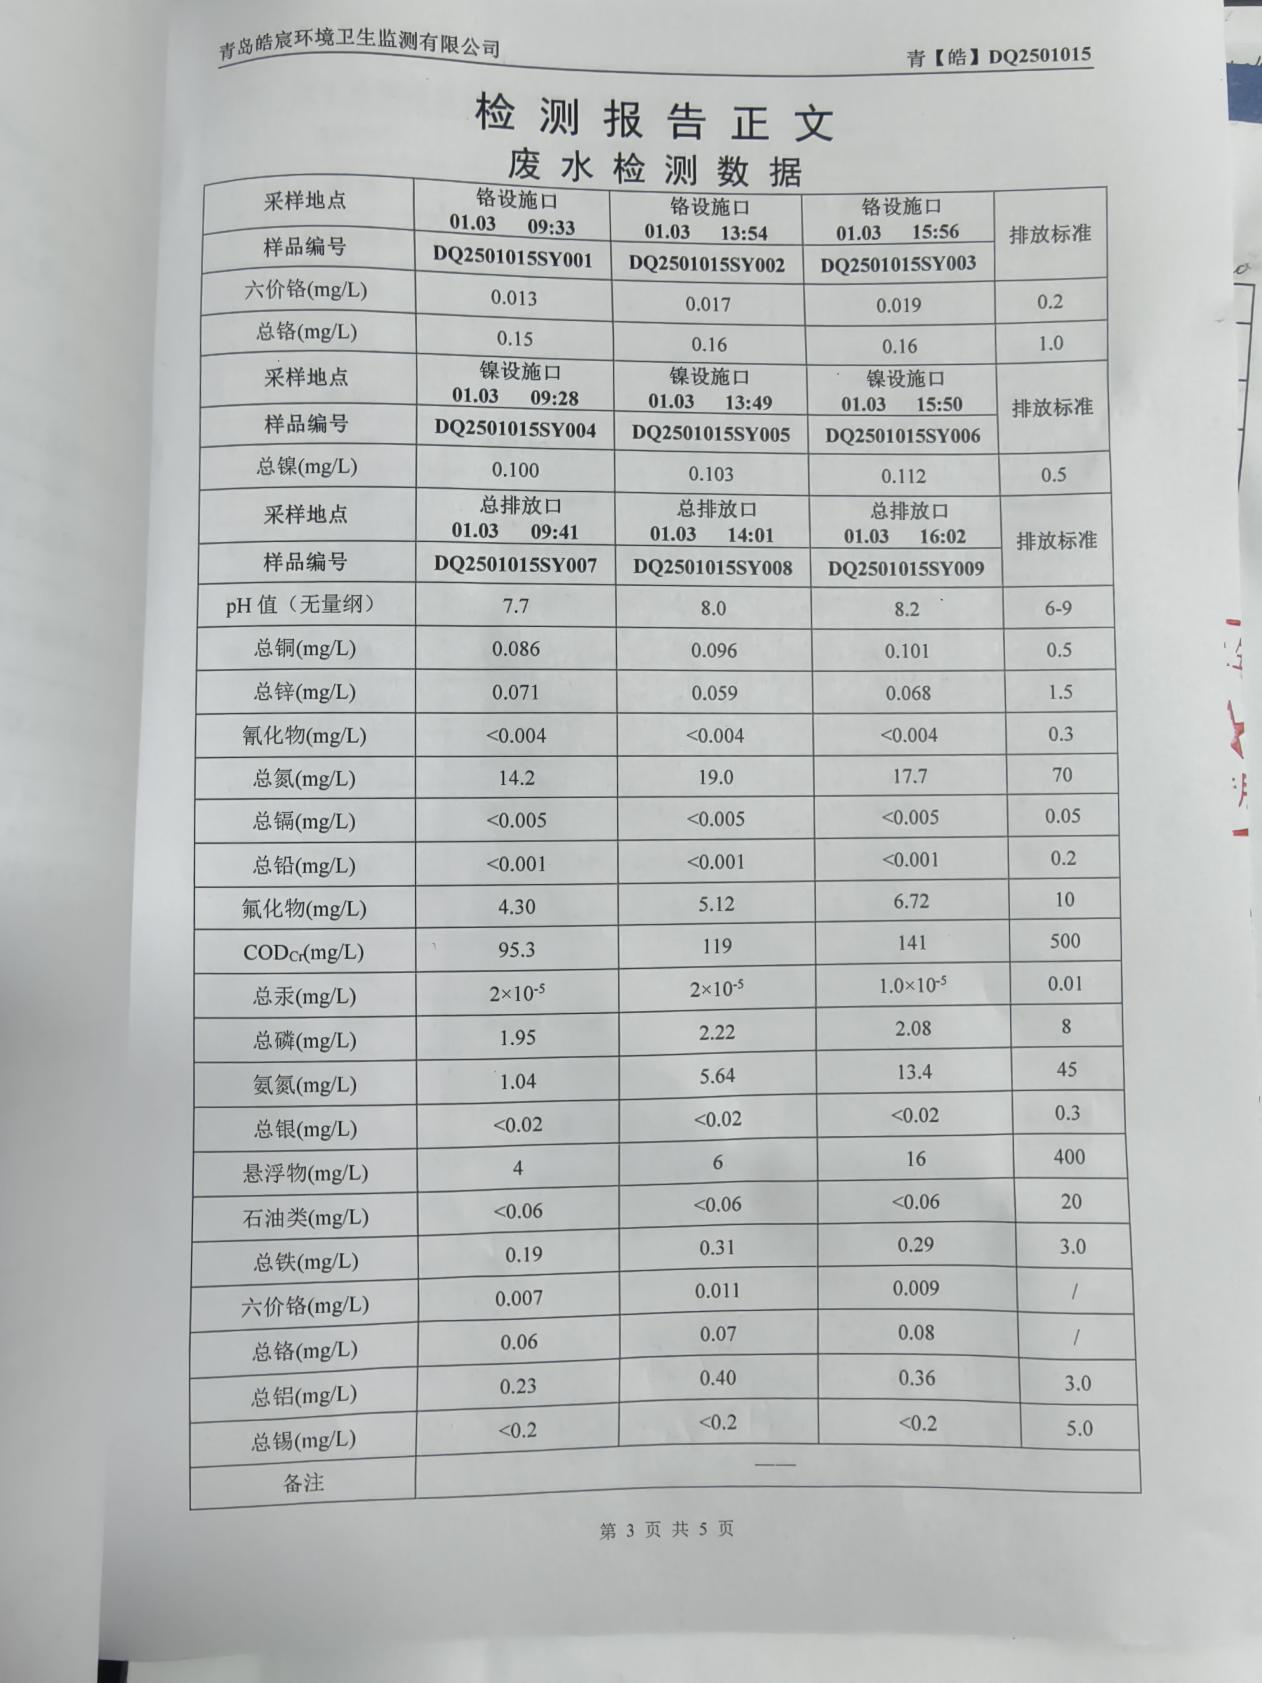 青岛皓宸环境卫生监测有限公司 青【皓】DQ2501015
检测报告正文
废水检测数据
采样地点 铬设施口 01.03 09:33 铬设施口 01.03 13:54 铬设施口 01.03 15:56 排放标准
样品编号 DQ2501015SY001 DQ2501015SY002 DQ2501015SY003
六价铬(mg/L) 0.013 0.017 0.019 0.2
总铬(mg/L) 0.15 0.16 0.16 1.0
采样地点 镍设施口 01.03 09:28 镍设施口 01.03 13:49 镍设施口 01.03 15:50 排放标准
样品编号 DQ2501015SY004 DQ2501015SY005 DQ2501015SY006
总镍(mg/L) 0.100 0.103 0.112 0.5
采样地点 总排放口 01.03 09:41 总排放口 01.03 14:01 总排放口 01.03 16:02 排放标准
样品编号 DQ2501015SY007 DQ2501015SY008 DQ2501015SY009
pH值（无量纲） 7.7 8.0 8.2 6-9
总铜(mg/L) 0.086 0.096 0.101 0.5
总锌(mg/L) 0.071 0.059 0.068 1.5
氰化物(mg/L) <0.004 <0.004 <0.004 0.3
总氮(mg/L) 14.2 19.0 17.7 70
总镉(mg/L) <0.005 <0.005 <0.005 0.05
总铅(mg/L) <0.001 <0.001 <0.001 0.2
氟化物(mg/L) 4.30 5.12 6.72 10
CODCr(mg/L) 95.3 119 141 500
总汞(mg/L) 2×10-5 2×10-5 1.0×10-5 0.01
总磷(mg/L) 1.95 2.22 2.08 8
氨氮(mg/L) 1.04 5.64 13.4 45
总银(mg/L) <0.02 <0.02 <0.02 0.3
悬浮物(mg/L) 4 6 16 400
石油类(mg/L) <0.06 <0.06 <0.06 20
总铁(mg/L) 0.19 0.31 0.29 3.0
六价铬(mg/L) 0.007 0.011 0.009 /
总铬(mg/L) 0.06 0.07 0.08 /
总铝(mg/L) 0.23 0.40 0.36 3.0
总锡(mg/L) <0.2 <0.2 <0.2 5.0
备注 ——
第 3 页 共 5 页